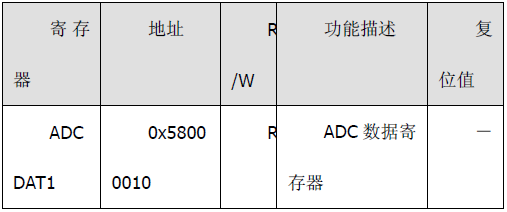 寄 存
器
地址
R
/W
功能描述
复
位值
ADC
DAT1
0x5800
0010
R
ADC 数据寄
存器
－